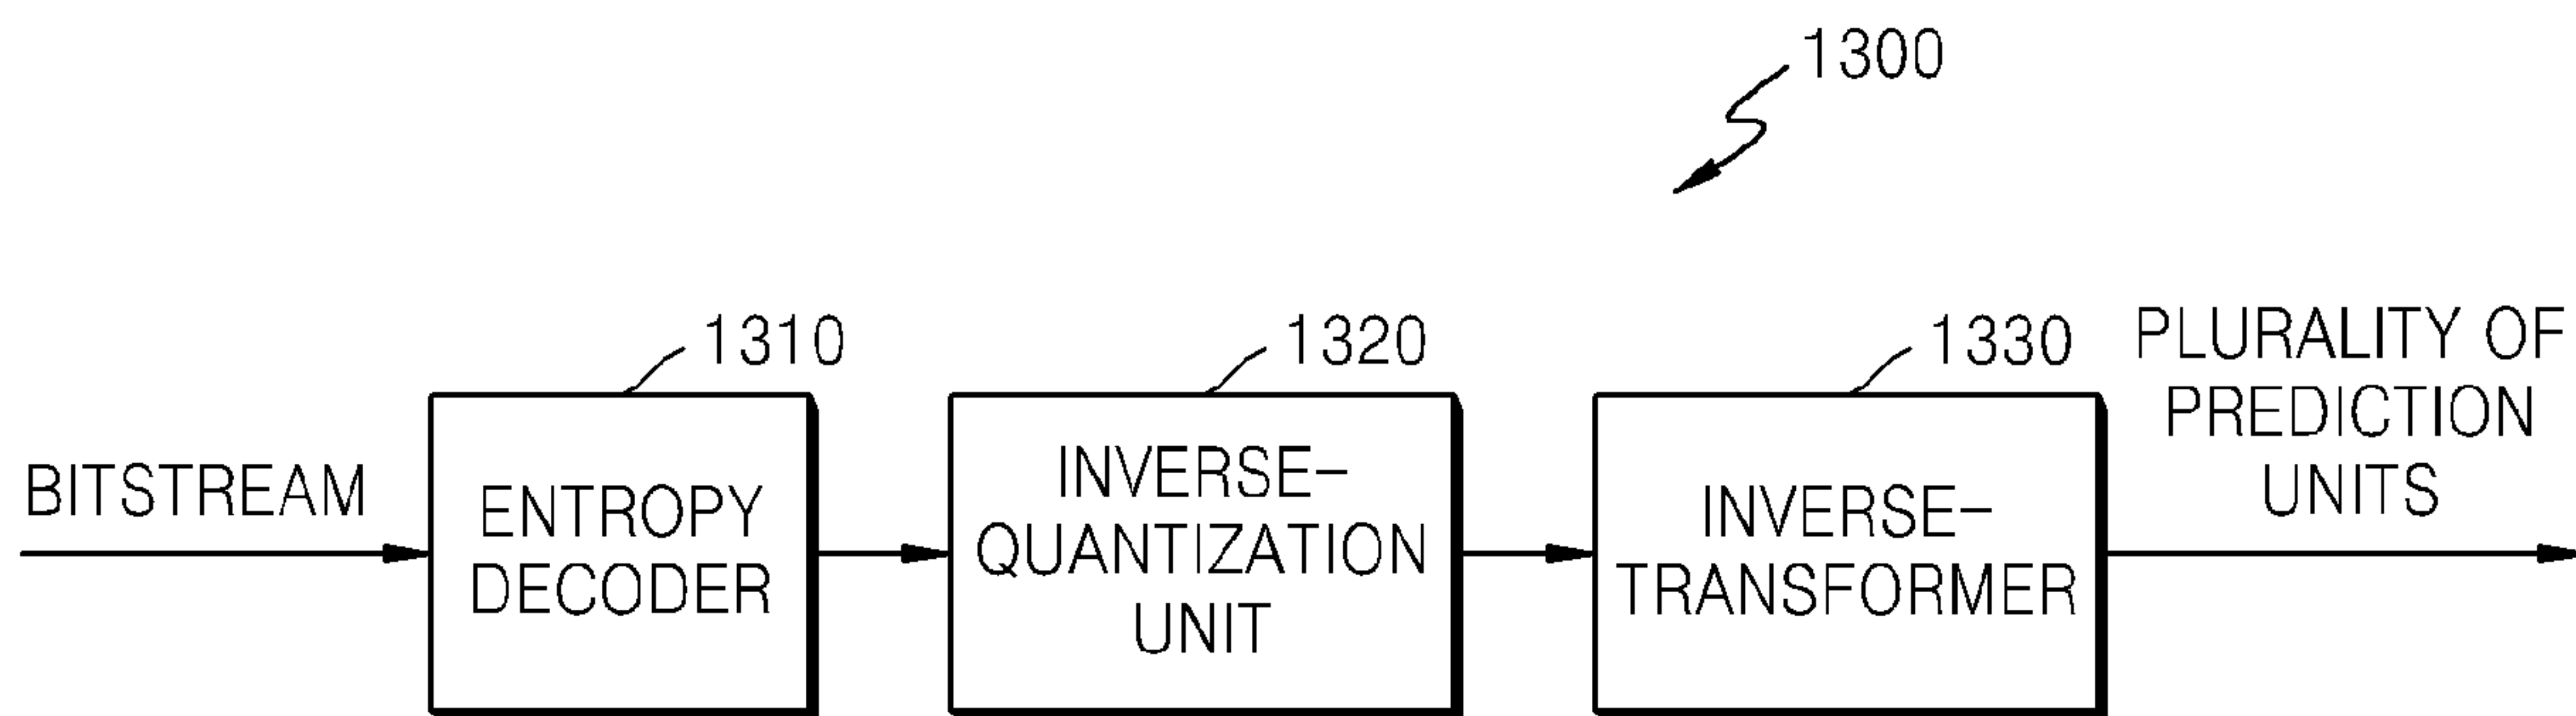 1300
1310
1320
1330
PLURALITY OF
PREDICTION
UNITS
BITSTREAM
ENTROPY
DECODER
INVERSE-
QUANTIZATION
UNIT
INVERSE-
TRANSFORMER